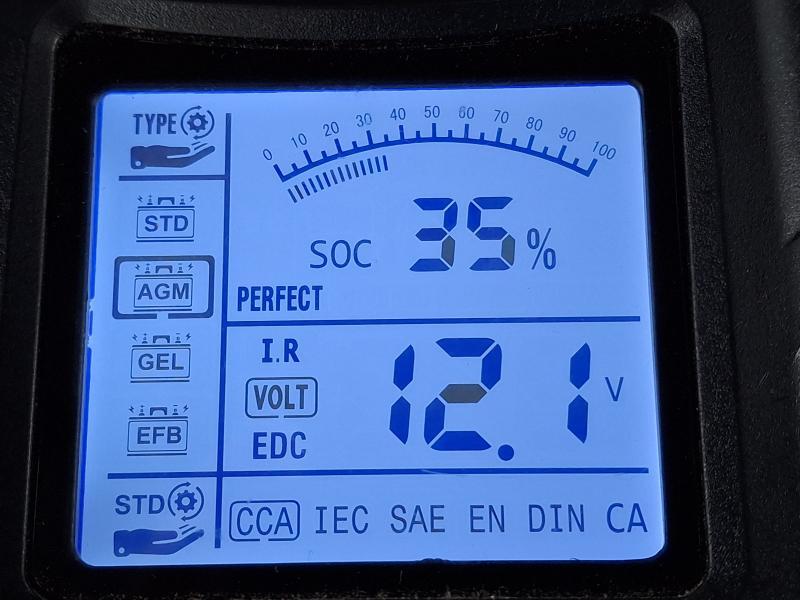 TYPE
0 10 20 30 40 50 60 70 80 90 100
STD
SOC 35%
AGM
PERFECT
GEL
I.R
VOLT
12.1 V
EFB
EDC
STD
CCA IEC SAE EN DIN CA